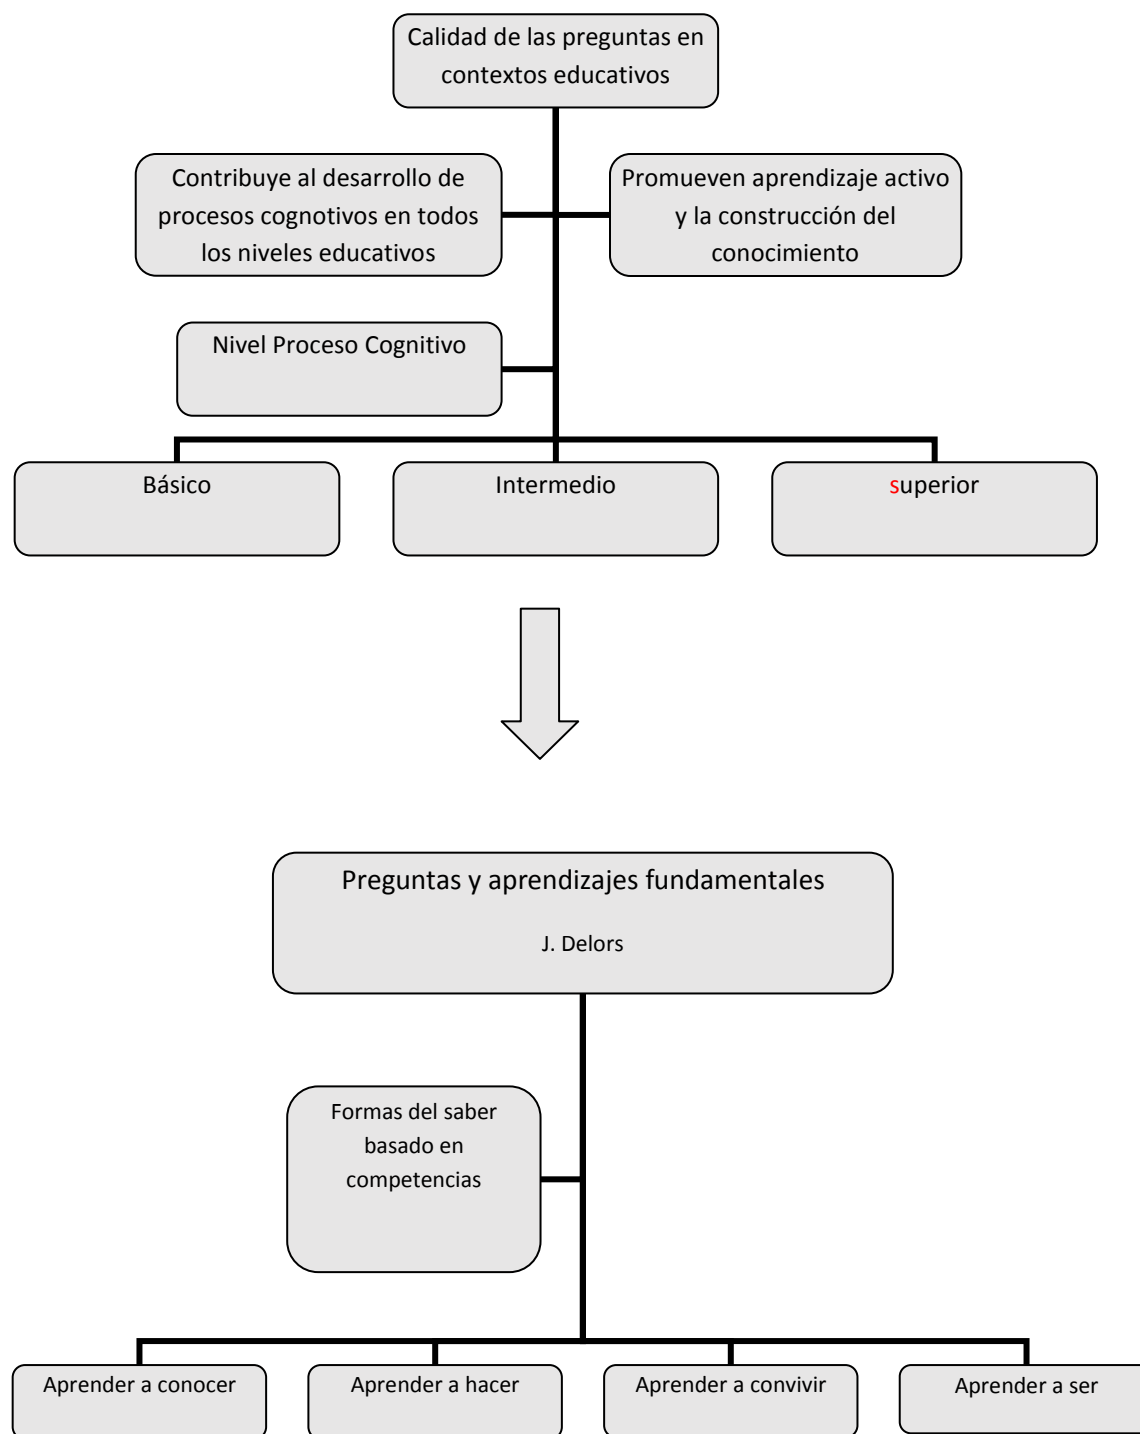 Calidad de las preguntas en
contextos educativos
Contribuye al desarrollo de
procesos cognotivos en todos
los niveles educativos
Promueven aprendizaje activo
y la construcción del
conocimiento
Nivel Proceso Cognitivo
Básico
Intermedio
superior
Preguntas y aprendizajes fundamentales
J. Delors
Formas del saber
basado en
competencias
Aprender a conocer
Aprender a hacer
Aprender a convivir
Aprender a ser